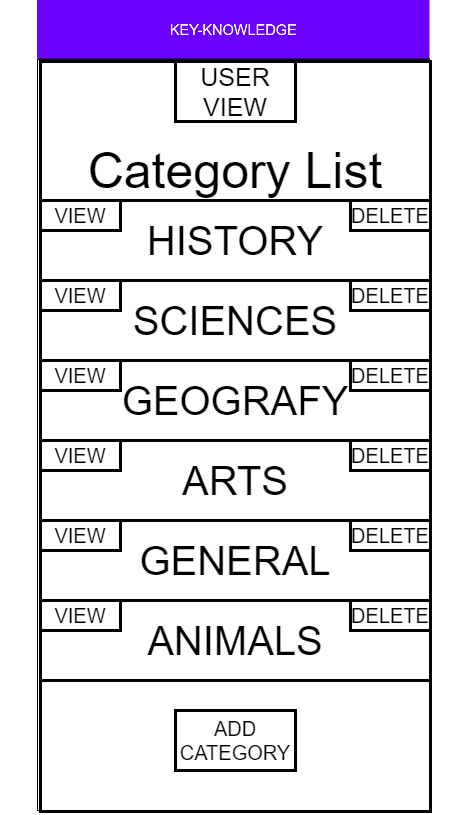 KEY-KNOWLEDGE
USER
VIEW
Category List
VIEW
DELETE
HISTORY
VIEW
DELETE
SCIENCES
VIEW
DELETE
GEOGRAFY
VIEW
DELETE
ARTS
VIEW
DELETE
GENERAL
VIEW
DELETE
ANIMALS
ADD
CATEGORY